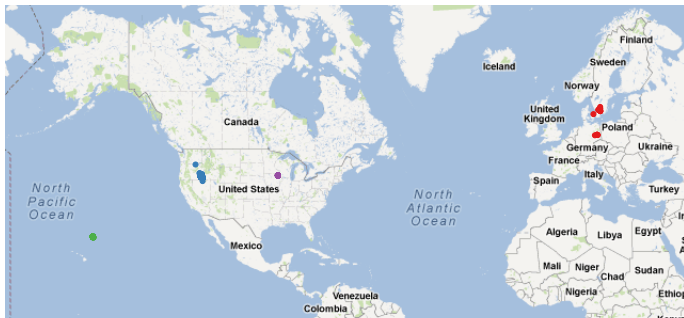 Finland
Sweden
Iceland
Norway
United
Kingdom
Canada
Poland
Germany
Ukraine
France
North
Pacific
Ocean
United States
North
Atlantic
Ocean
Italy
Spain
Turkey
Mexico
Algeria
Libya
Egypt
Mali
Niger
Chad
Sudan
Nigeria
Ethiop
Venezuela
Colombia